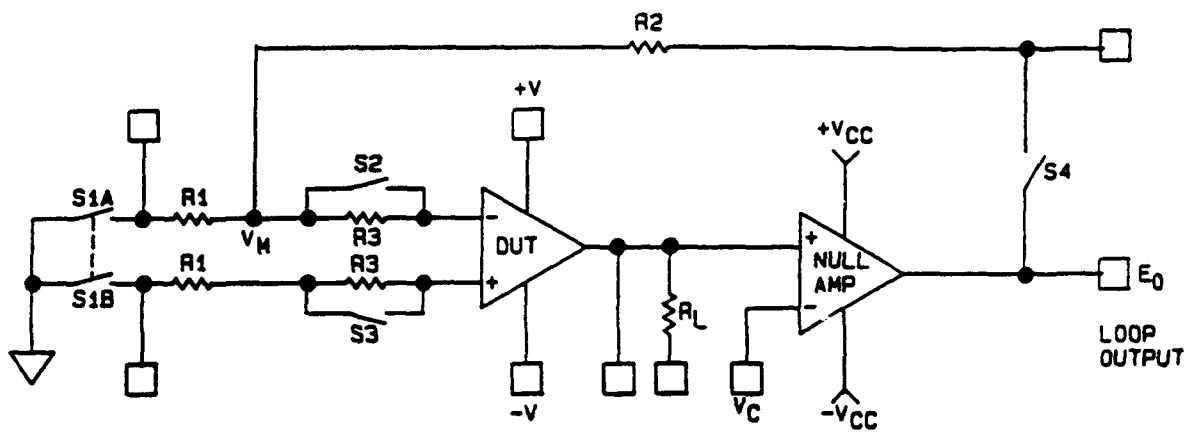 R2
+V
+VCC
S2
S4
S1A
R1
VM
R3
DUT
NULL
AMP
S1B
R1
R3
S3
RL
E0
LOOP
OUTPUT
-V
VC
-VCC
-
+
+
-